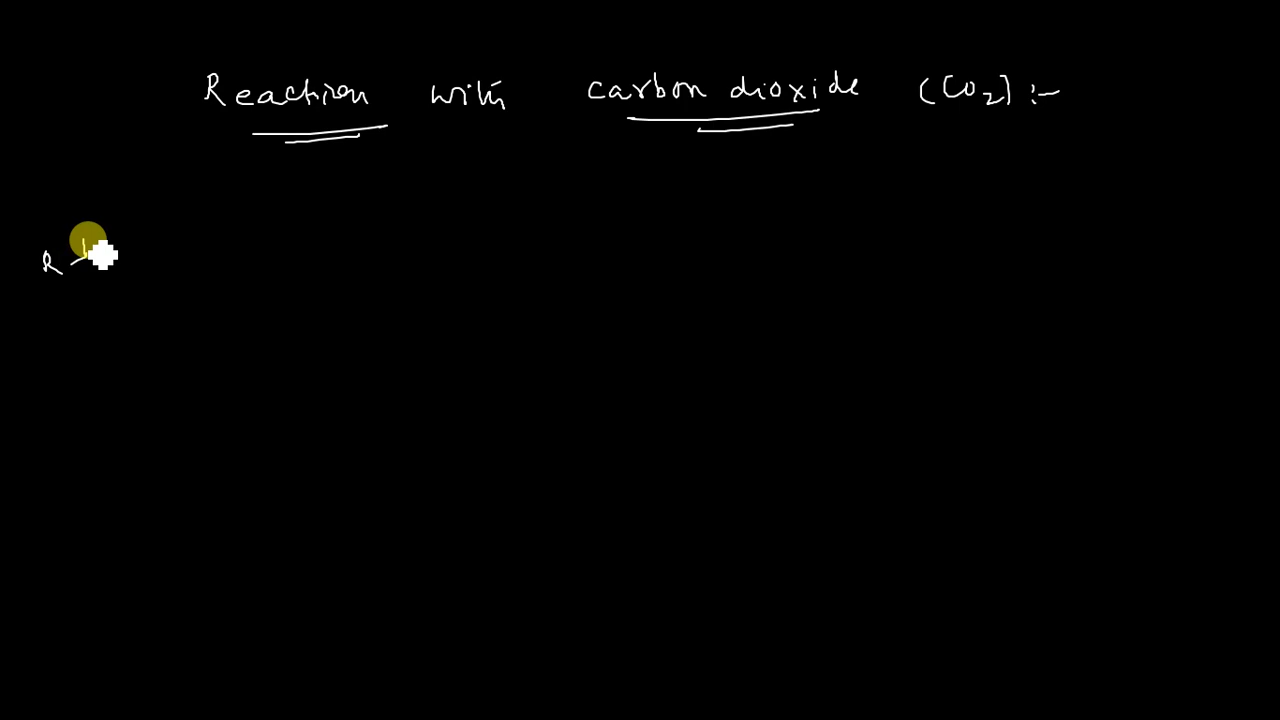 Reaction with carbon dioxide (CO2) :-
R